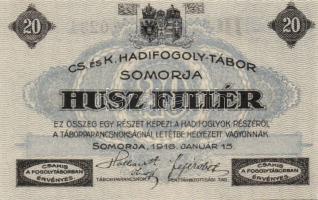 20 20
CS. és K. HADIFOGOLY-TÁBOR
SOMORJA
HUSZ FILLÉR
EZ ÖSSZEG EGY RÉSZÉT KÉPEZI A HADIFOGLYOK RÉSZÉRŐL
A TÁBORPARANCSNOKSÁGNÁL LETÉTBE HELYEZETT VAGYONNAK.
SOMORJA, 1916. JANUÁR 15.
CSAKIS
A FOGOLYTÁBORBAN
ÉRVÉNYES
TÁBORPARANCSNOK
CSAKIS
A FOGOLYTÁBORBAN
ÉRVÉNYES